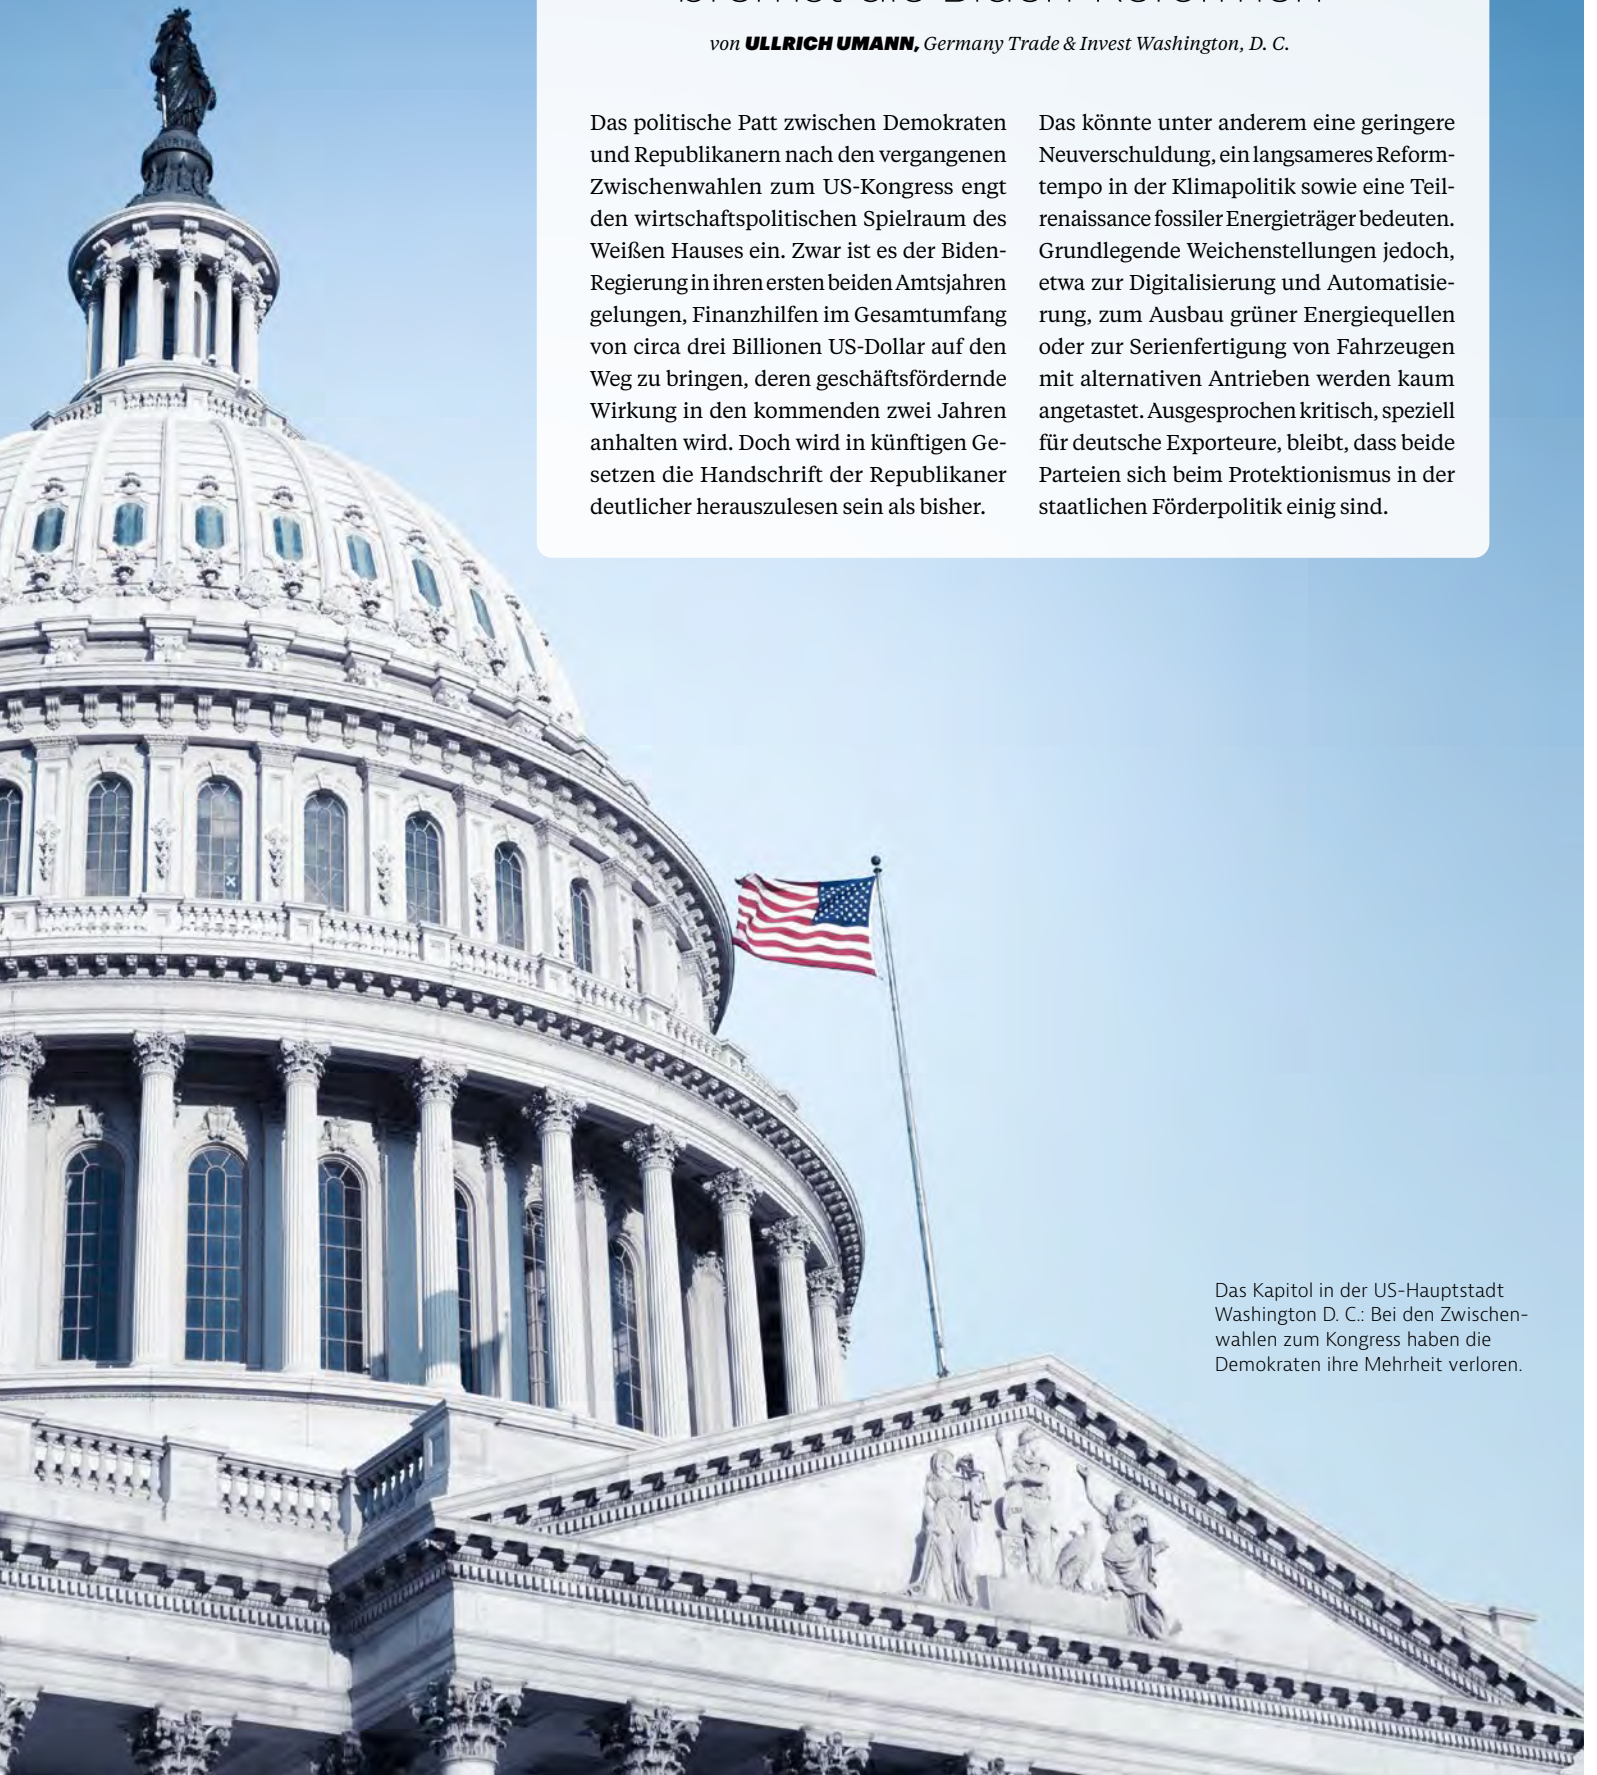 bremst die Biden-Reformen
von ULLRICH UMANN, Germany Trade & Invest Washington, D. C.
Das politische Patt zwischen Demokraten
und Republikanern nach den vergangenen
Zwischenwahlen zum US-Kongress engt
den wirtschaftspolitischen Spielraum des
Weißen Hauses ein. Zwar ist es der Biden-
Regierung in ihren ersten beiden Amtsjahren
gelungen, Finanzhilfen im Gesamtumfang
von circa drei Billionen US-Dollar auf den
Weg zu bringen, deren geschäftsfördernde
Wirkung in den kommenden zwei Jahren
anhalten wird. Doch wird in künftigen Ge-
setzen die Handschrift der Republikaner
deutlicher herauszulesen sein als bisher.
Das könnte unter anderem eine geringere
Neuverschuldung, ein langsameres Reform-
tempo in der Klimapolitik sowie eine Teil-
renaissance fossiler Energieträger bedeuten.
Grundlegende Weichenstellungen jedoch,
etwa zur Digitalisierung und Automatisie-
rung, zum Ausbau grüner Energiequellen
oder zur Serienfertigung von Fahrzeugen
mit alternativen Antrieben werden kaum
angetastet. Ausgesprochen kritisch, speziell
für deutsche Exporteure, bleibt, dass beide
Parteien sich beim Protektionismus in der
staatlichen Förderpolitik einig sind.
Das Kapitol in der US-Hauptstadt
Washington D. C.: Bei den Zwischen-
wahlen zum Kongress haben die
Demokraten ihre Mehrheit verloren.